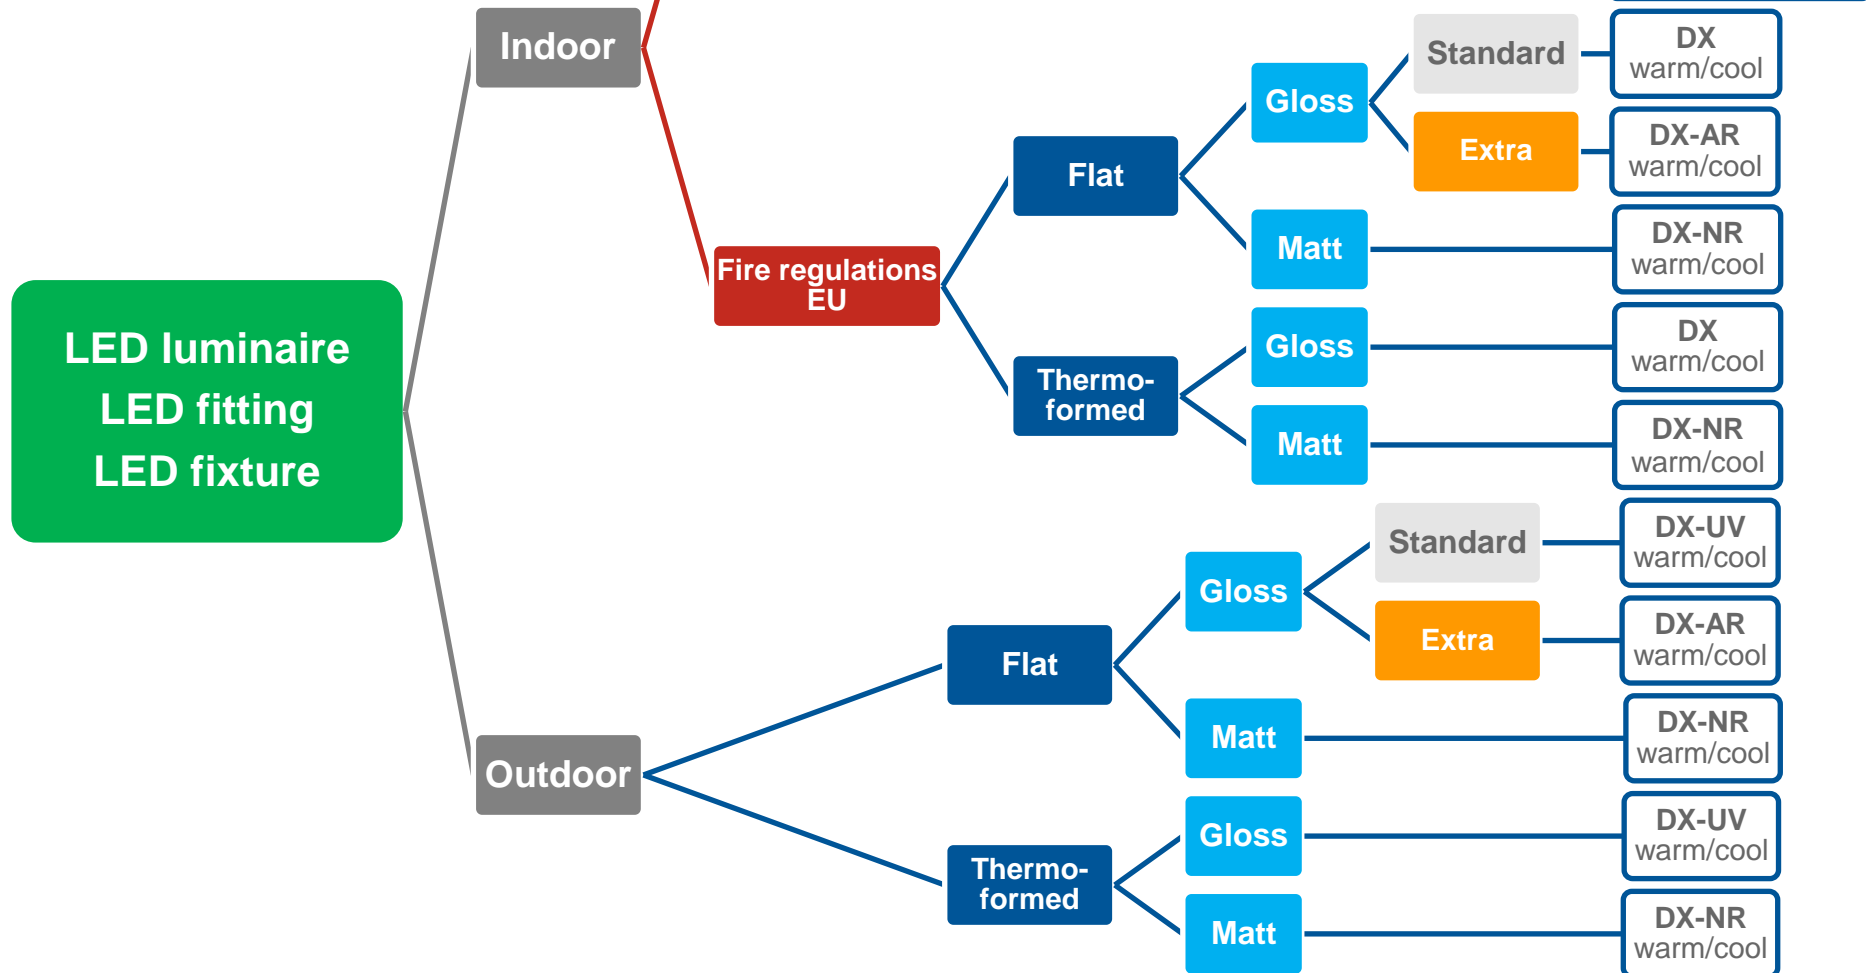 Indoor
Standard
DX
warm/cool
Gloss
Extra
DX-AR
warm/cool
Flat
Matt
DX-NR
warm/cool
Fire regulations
EU
LED luminaire
LED fitting
LED fixture
Gloss
DX
warm/cool
Thermo-
formed
Matt
DX-NR
warm/cool
Standard
DX-UV
warm/cool
Gloss
Extra
DX-AR
warm/cool
Flat
Matt
DX-NR
warm/cool
Outdoor
Gloss
DX-UV
warm/cool
Thermo-
formed
Matt
DX-NR
warm/cool